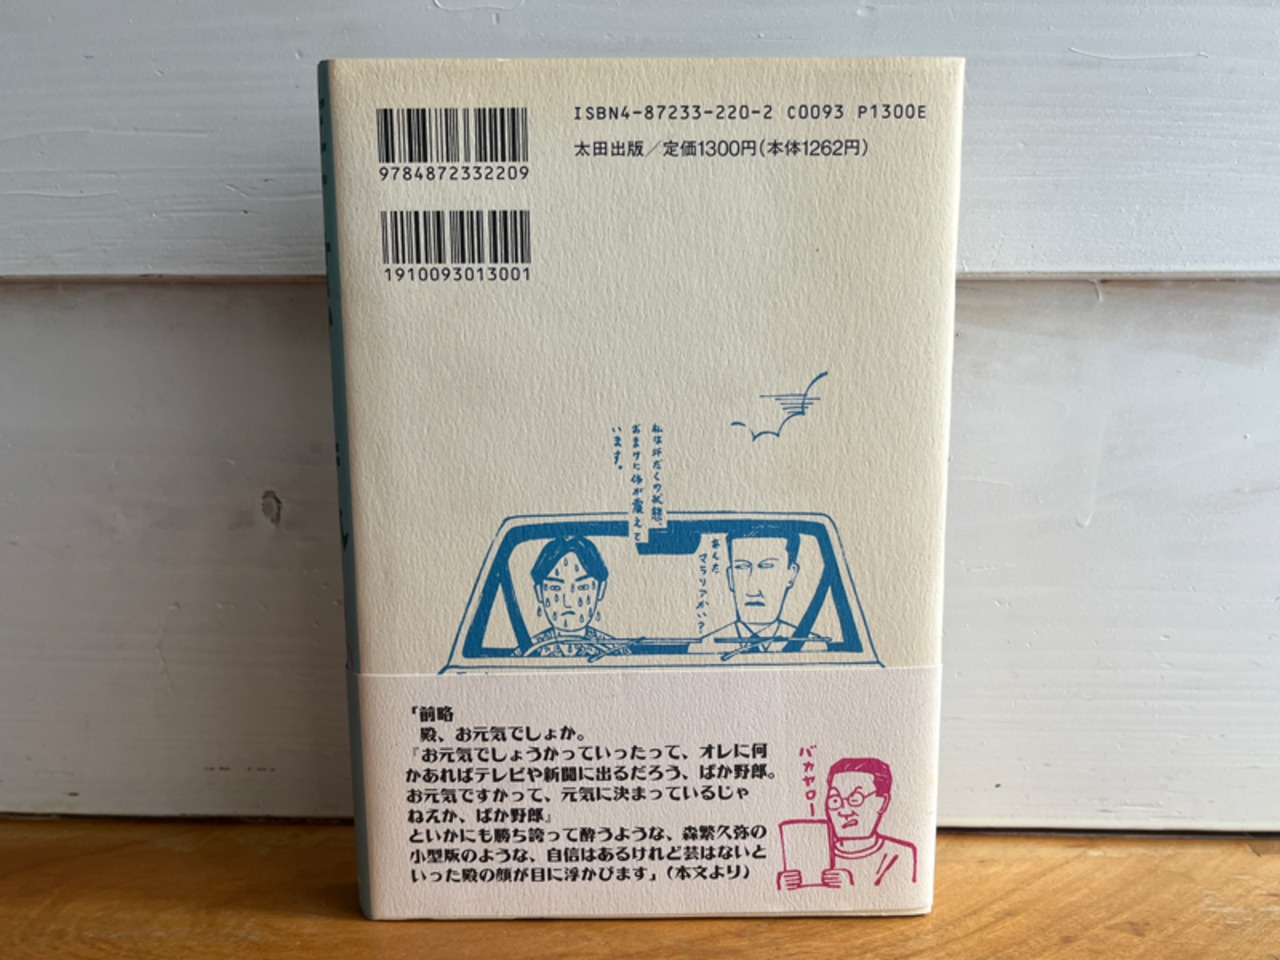 ISBN4-87233-220-2 C0093 P1300E
太田出版／定価1300円（本体1262円）
9784872332209
1910093013001
私は汗だくの状態、
おまけに体が震えて
います。
あんた
マラリアかい？
「前略
殿、お元気でしょか。
『お元気でしょうかっていったって、オレに何
かあればテレビや新聞に出るだろう、ばか野郎。
お元気ですかって、元気に決まっているじゃ
ねえか、ばか野郎』
といかにも勝ち誇って酔うような、森繁久弥の
小型版のような、自信はあるけれど芸はないと
いった殿の顔が目に浮かびます」（本文より）
バカヤロー